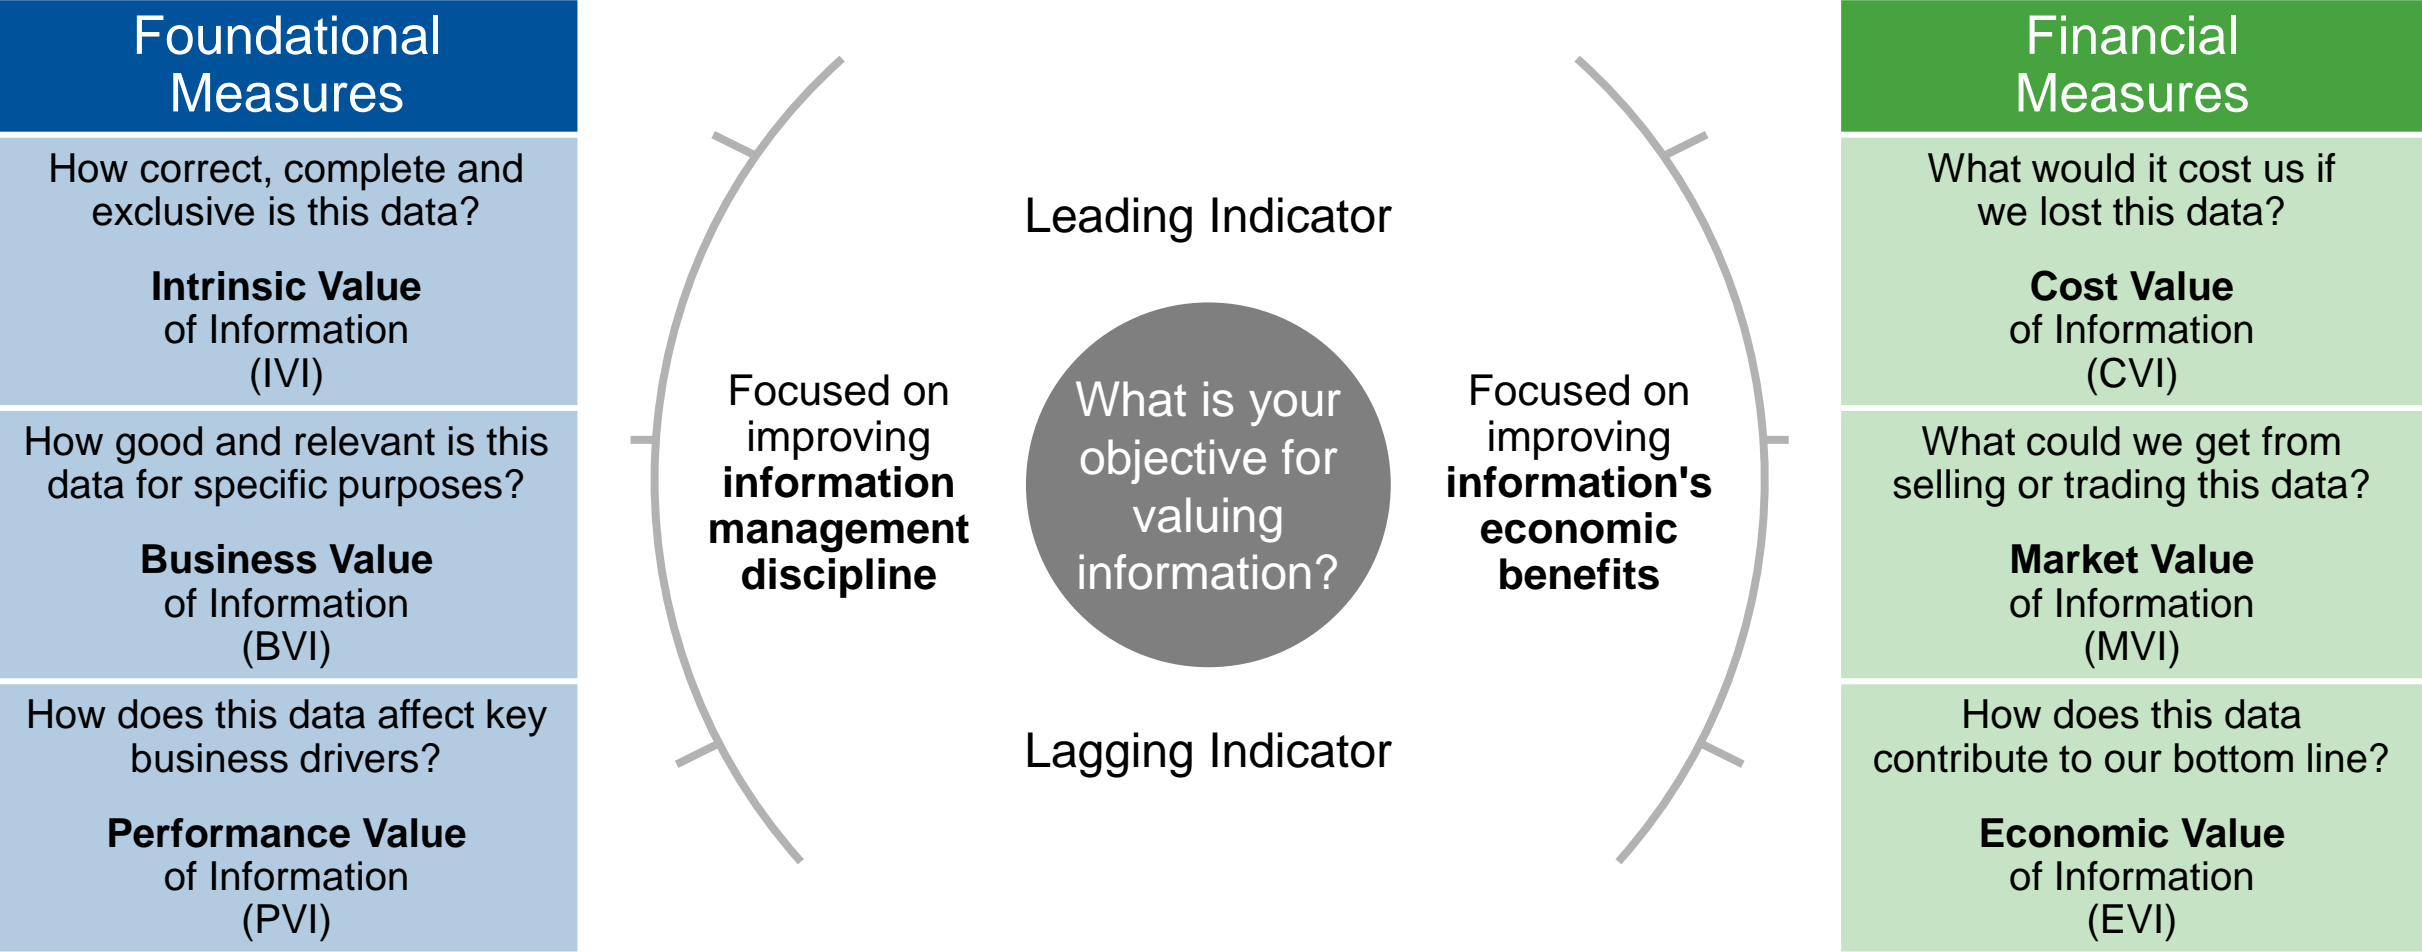 Foundational
Measures
How correct, complete and
exclusive is this data?
Intrinsic Value
of Information
(IVI)
How good and relevant is this
data for specific purposes?
Business Value
of Information
(BVI)
How does this data affect key
business drivers?
Performance Value
of Information
(PVI)
Leading Indicator
Focused on
improving
information
management
discipline
What is your
objective for
valuing
information?
Focused on
improving
information's
economic
benefits
Lagging Indicator
Financial
Measures
What would it cost us if
we lost this data?
Cost Value
of Information
(CVI)
What could we get from
selling or trading this data?
Market Value
of Information
(MVI)
How does this data
contribute to our bottom line?
Economic Value
of Information
(EVI)